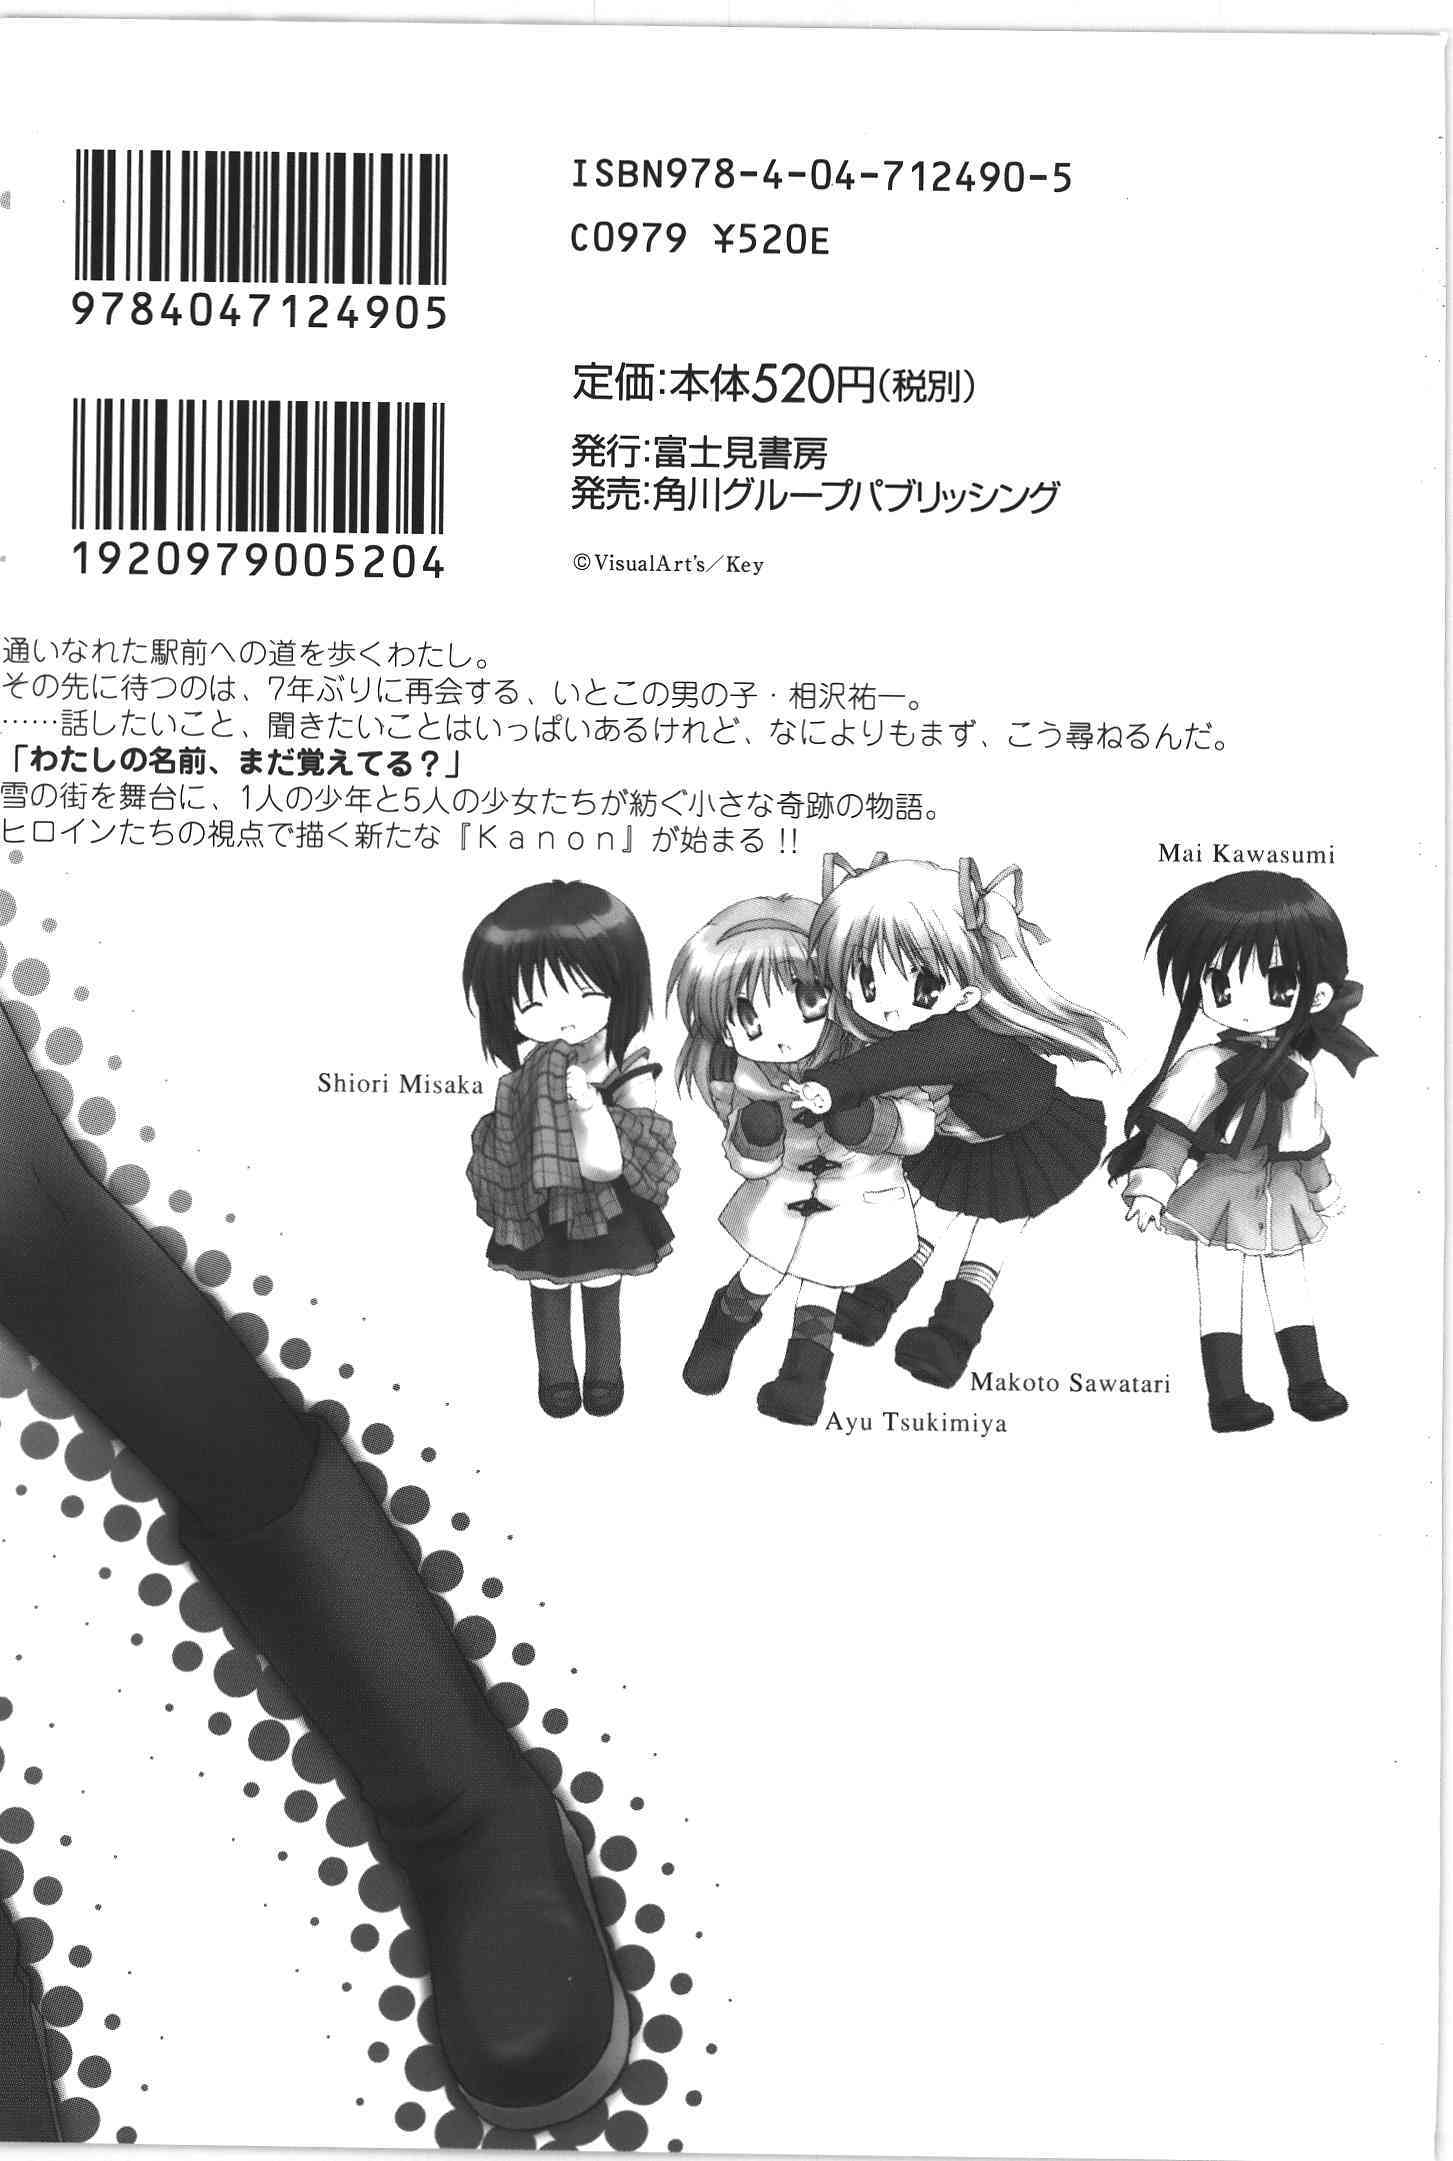 ISBN978-4-04-712490-5
C0979 ¥520E
9784047124905
定価:本体520円(税別)
発行:富士見書房
発売:角川グループパブリッシング
1920979005204
©VisualArt's／Key
通いなれた駅前への道を歩くわたし。
その先に待つのは、7年ぶりに再会する、いとこの男の子・相沢祐一。
……話したいこと、聞きたいことはいっぱいあるけれど、なによりもまず、こう尋ねるんだ。
「わたしの名前、まだ覚えてる？」
雪の街を舞台に、1人の少年と5人の少女たちが紡ぐ小さな奇跡の物語。
ヒロインたちの視点で描く新たな『Kanon』が始まる!!
Mai Kawasumi
Shiori Misaka
Makoto Sawatari
Ayu Tsukimiya